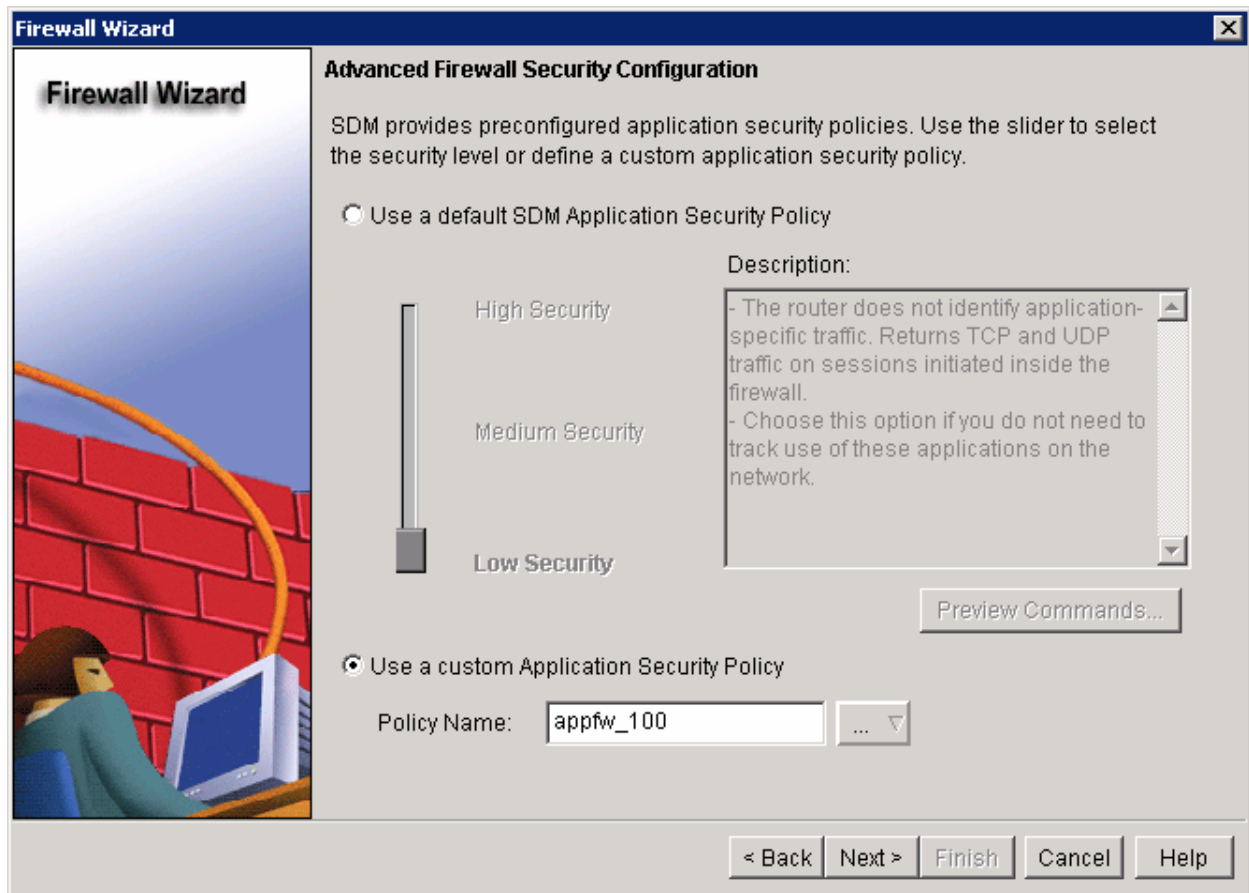 Firewall Wizard
Firewall Wizard
Advanced Firewall Security Configuration
SDM provides preconfigured application security policies. Use the slider to select
the security level or define a custom application security policy.
Use a default SDM Application Security Policy
Description:
High Security
Medium Security
Low Security
- The router does not identify application-
specific traffic. Returns TCP and UDP
traffic on sessions initiated inside the
firewall.
- Choose this option if you do not need to
track use of these applications on the
network.
Preview Commands...
Use a custom Application Security Policy
Policy Name: appfw_100 ...
< Back Next > Finish Cancel Help